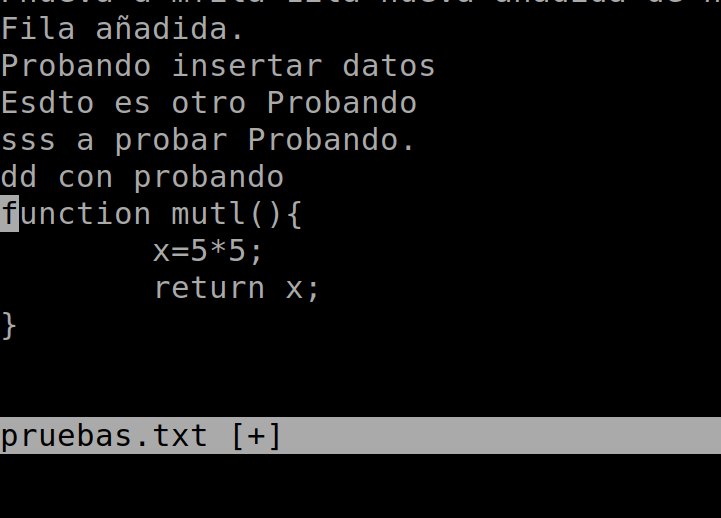 Fila añadida.
Probando insertar datos
Esdto es otro Probando
sss a probar Probando.
dd con probando
function mutl(){
        x=5*5;
        return x;
}
pruebas.txt [+]